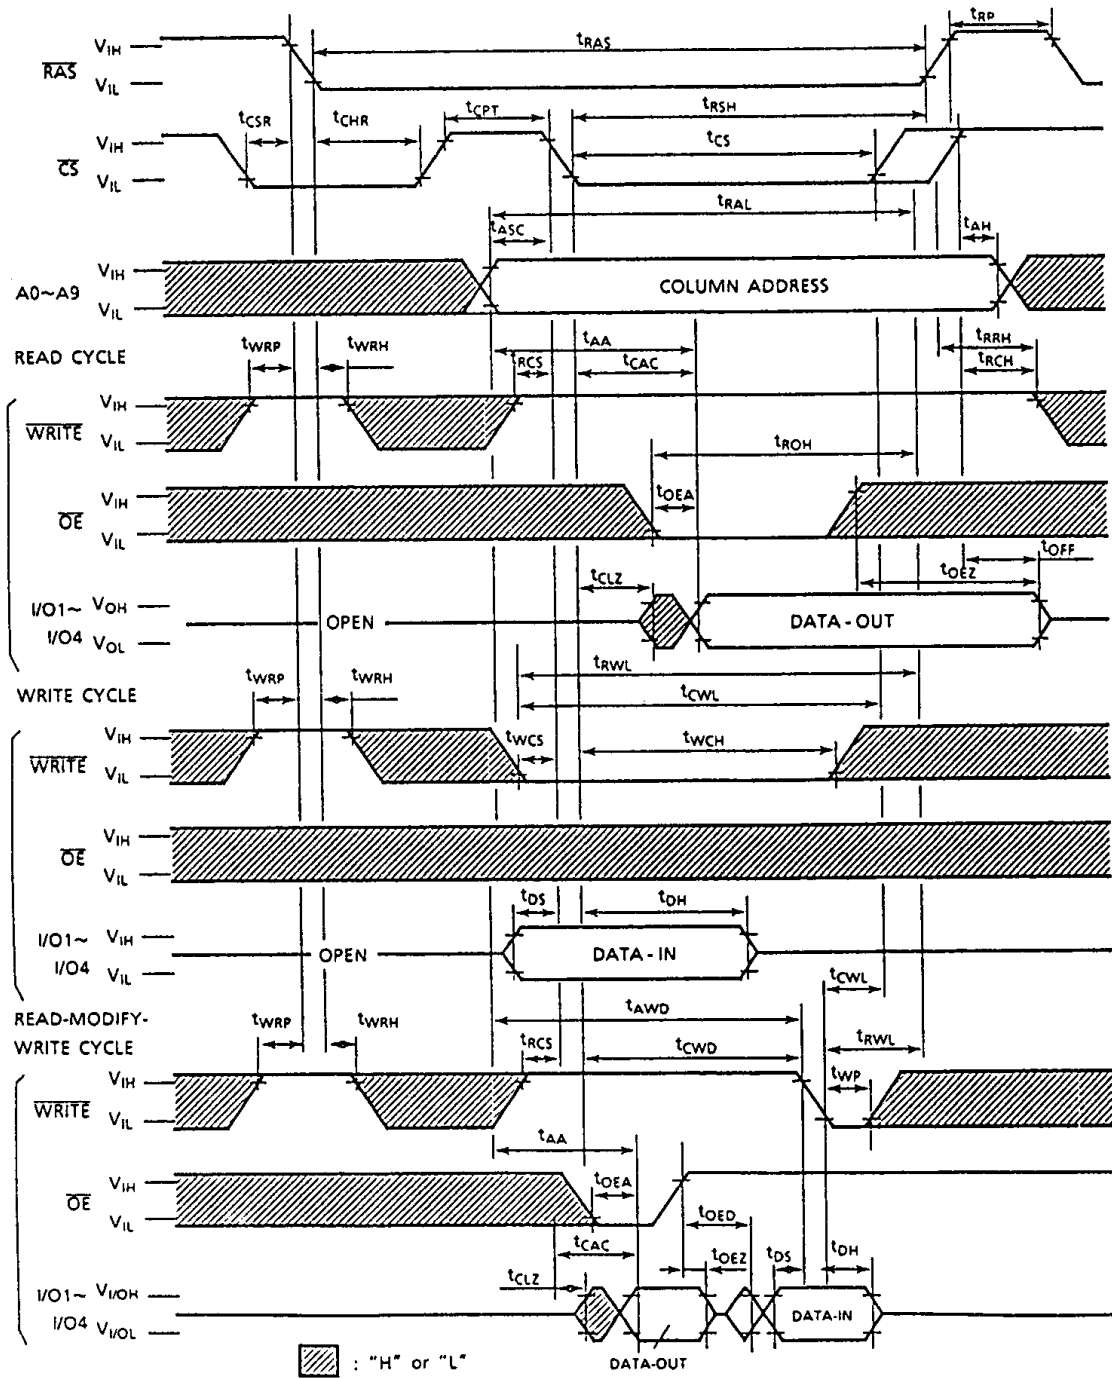 tRP
VIH
tRAS
RAS
VIL
tCPT
tRSH
tCSR
tCHR
tCS
VIH
CS
VIL
tRAL
tASC
tAH
VIH
A0~A9
COLUMN ADDRESS
VIL
tAA
tRRH
READ CYCLE
tWRP
tWRH
tRCS
tCAC
tRCH
VIH
WRITE
VIL
tROH
VIH
tOEA
OE
VIL
tOFF
tCLZ
tOEZ
I/O1~
VOH
I/O4
VOL
OPEN
DATA-OUT
tRWL
WRITE CYCLE
tWRP
tWRH
tCWL
VIH
tWCS
tWCH
WRITE
VIL
VIH
OE
VIL
tDS
tDH
I/O1~
VIH
I/O4
VIL
OPEN
DATA-IN
tCWL
READ-MODIFY-
WRITE CYCLE
tWRP
tWRH
tAWD
tRCS
tCWD
tRWL
tWP
VIH
WRITE
VIL
tAA
VIH
tOEA
OE
VIL
tOED
tCAC
tOEZ
tDS
tDH
tCLZ
I/O1~
VI/OH
I/O4
VI/OL
DATA-IN
: "H" or "L"
DATA-OUT